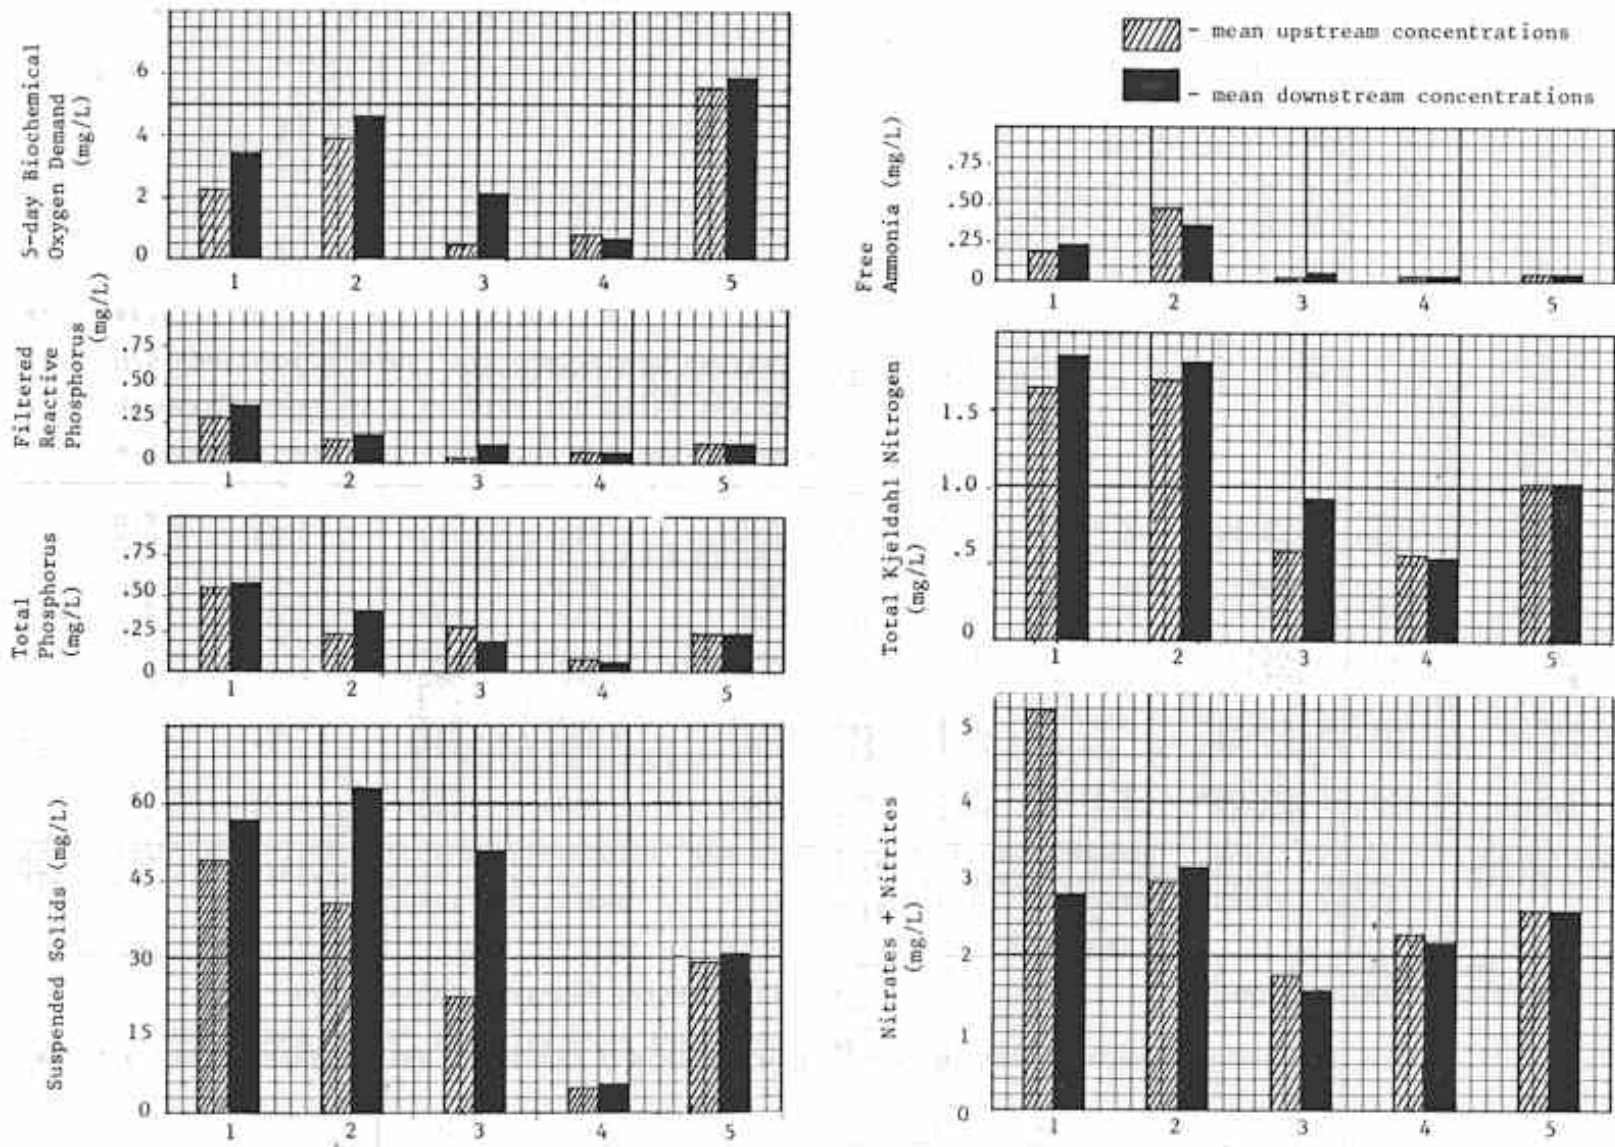 - mean upstream concentrations
- mean downstream concentrations
5-day Biochemical
Oxygen Demand
(mg/L)
6
4
2
0
1 2 3 4 5
Filtered
Reactive
Phosphorus
(mg/L)
.75
.50
.25
0
1 2 3 4 5
Total
Phosphorus
(mg/L)
.75
.50
.25
0
1 2 3 4 5
Suspended Solids (mg/L)
60
45
30
15
0
1 2 3 4 5
Free
Ammonia (mg/L)
.75
.50
.25
0
1 2 3 4 5
Total Kjeldahl Nitrogen
(mg/L)
1.5
1.0
.5
0
1 2 3 4 5
Nitrates + Nitrites
(mg/L)
5
4
3
2
1
0
1 2 3 4 5